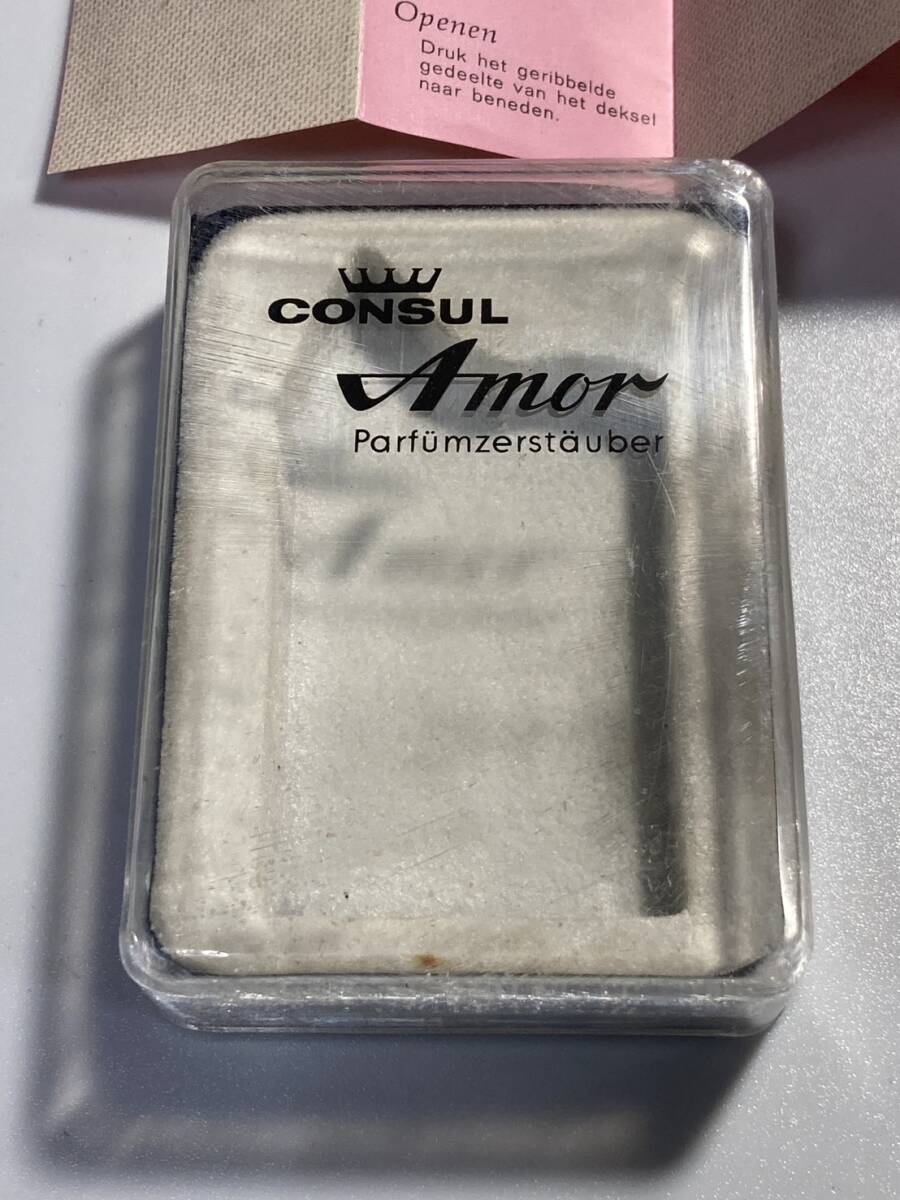 Openen
Druk het geribbelde
gedeelte van het deksel
naar beneden.
CONSUL
Amor
Parfümzerstäuber